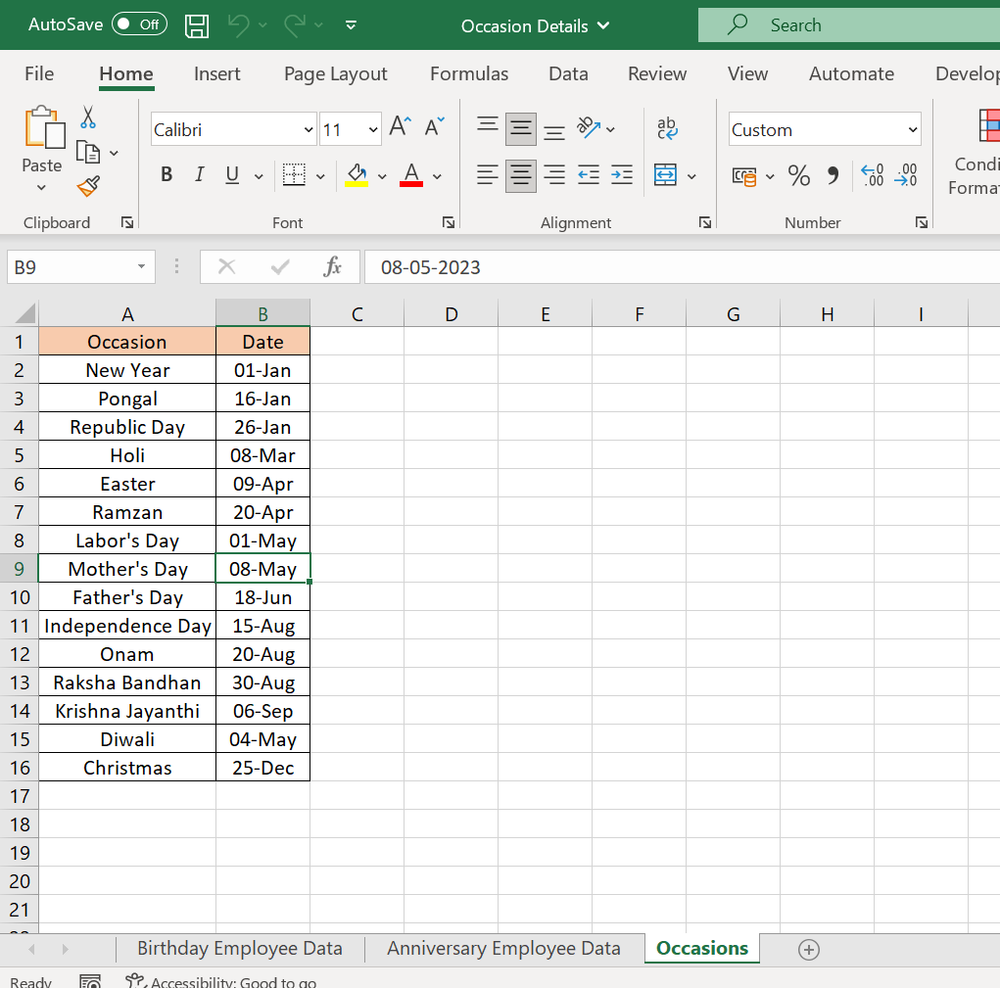 AutoSave Off Occasion Details Search
File Home Insert Page Layout Formulas Data Review View Automate Develop
Calibri 11 ab Custom
Paste B I U A % Condi
Forma
Clipboard Font Alignment Number
B9 fx 08-05-2023
A B C D E F G H I
1 Occasion Date
2 New Year 01-Jan
3 Pongal 16-Jan
4 Republic Day 26-Jan
5 Holi 08-Mar
6 Easter 09-Apr
7 Ramzan 20-Apr
8 Labor's Day 01-May
9 Mother's Day 08-May
10 Father's Day 18-Jun
11 Independence Day 15-Aug
12 Onam 20-Aug
13 Raksha Bandhan 30-Aug
14 Krishna Jayanthi 06-Sep
15 Diwali 04-May
16 Christmas 25-Dec
17
18
19
20
21
Birthday Employee Data Anniversary Employee Data Occasions
Ready Accessibility: Good to go